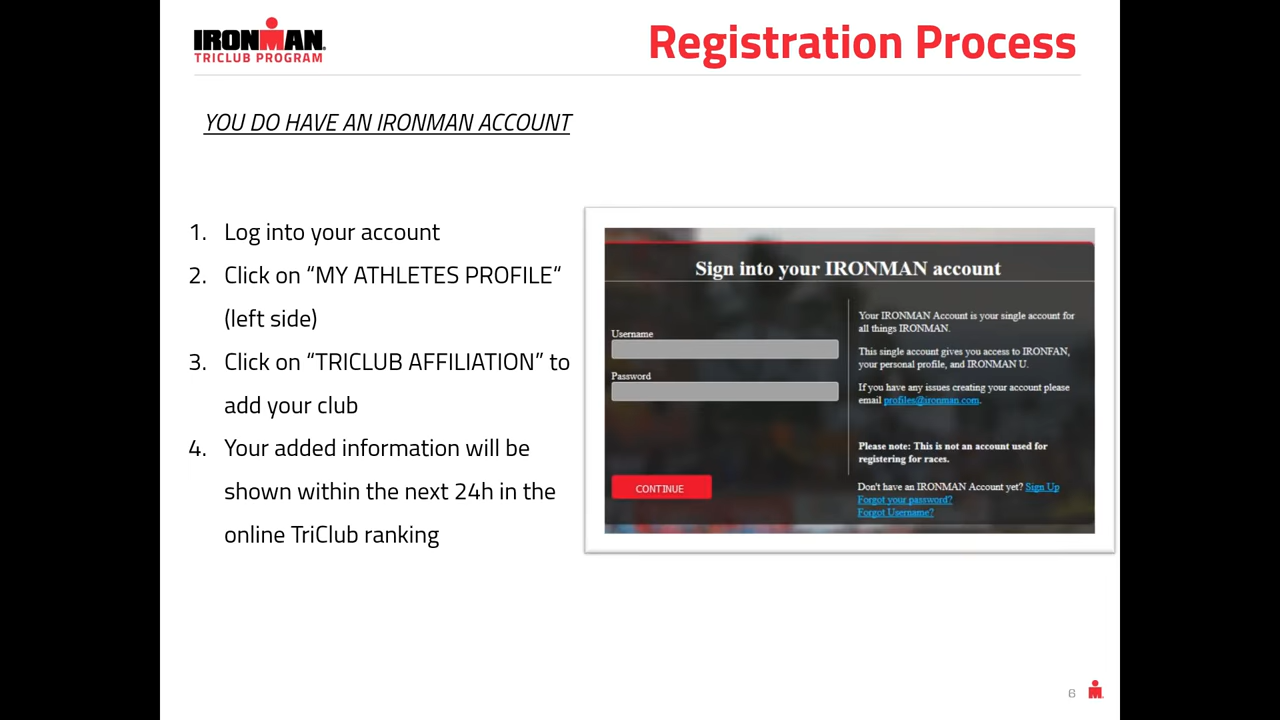 IRONMAN®
TRICLUB PROGRAM
Registration Process
YOU DO HAVE AN IRONMAN ACCOUNT
1. Log into your account
2. Click on “MY ATHLETES PROFILE“
(left side)
3. Click on “TRICLUB AFFILIATION” to
add your club
4. Your added information will be
shown within the next 24h in the
online TriClub ranking
Sign into your IRONMAN account
Username
Password
CONTINUE
Your IRONMAN Account is your single account for
all things IRONMAN.
This single account gives you access to IRONFAN,
your personal profile, and IRONMAN U.
If you have any issues creating your account please
email profiles@ironman.com.
Please note: This is not an account used for
registering for races.
Don't have an IRONMAN Account yet? Sign Up
Forgot your password?
Forgot Username?
6